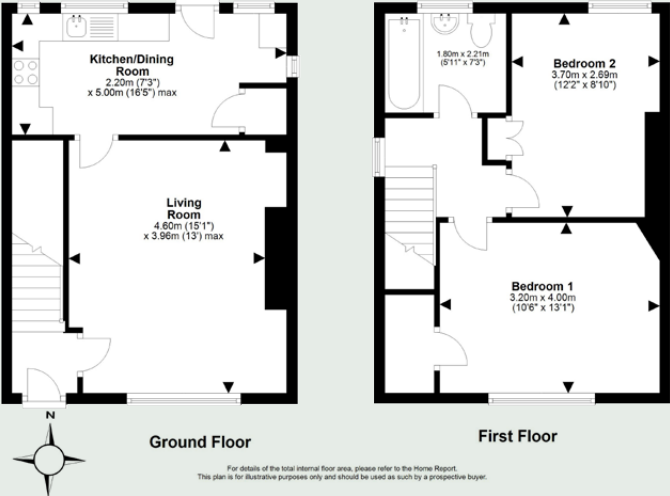 Kitchen/Dining
Room
2.20m (7'3")
x 5.00m (16'5") max
Living
Room
4.60m (15'1")
x 3.96m (13') max
N
Ground Floor
1.80m x 2.21m
(5'11" x 7'3")
Bedroom 2
3.70m x 2.69m
(12'2" x 8'10")
Bedroom 1
3.20m x 4.00m
(10'6" x 13'1")
First Floor
For details of the total internal floor area, please refer to the Home Report.
This plan is for illustrative purposes only and should be used as such by a prospective buyer.